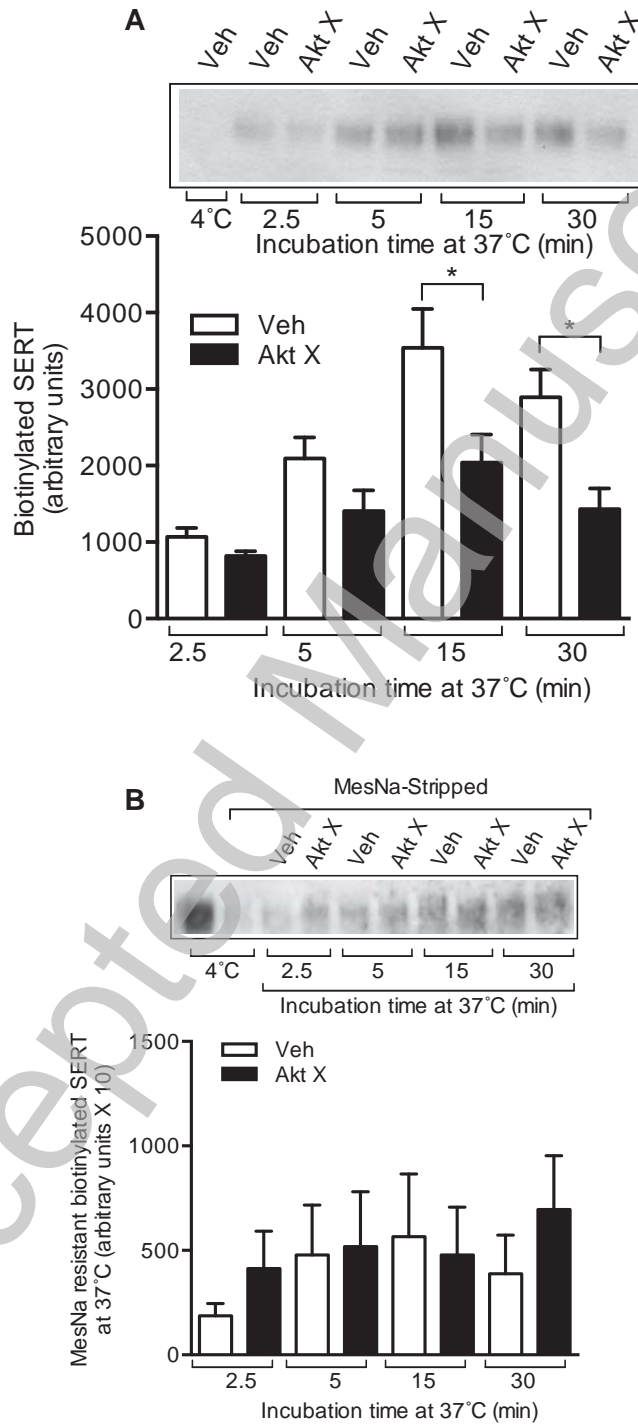 A
Veh Veh Akt X Veh Akt X Veh Akt X Veh Akt X
4°C 2.5 5 15 30
Incubation time at 37°C (min)
Biotinylated SERT
(arbitrary units)
5000
4000
3000
2000
1000
0
Veh
Akt X
*
*
2.5 5 15 30
Incubation time at 37°C (min)
B
MesNa-Stripped
Veh Akt X Veh Akt X Veh Akt X Veh Akt X
4°C 2.5 5 15 30
Incubation time at 37°C (min)
MesNa resistant biotinylated SERT
at 37°C (arbitrary units X 10)
1500
1000
500
0
Veh
Akt X
2.5 5 15 30
Incubation time at 37°C (min)
cepted Manusc